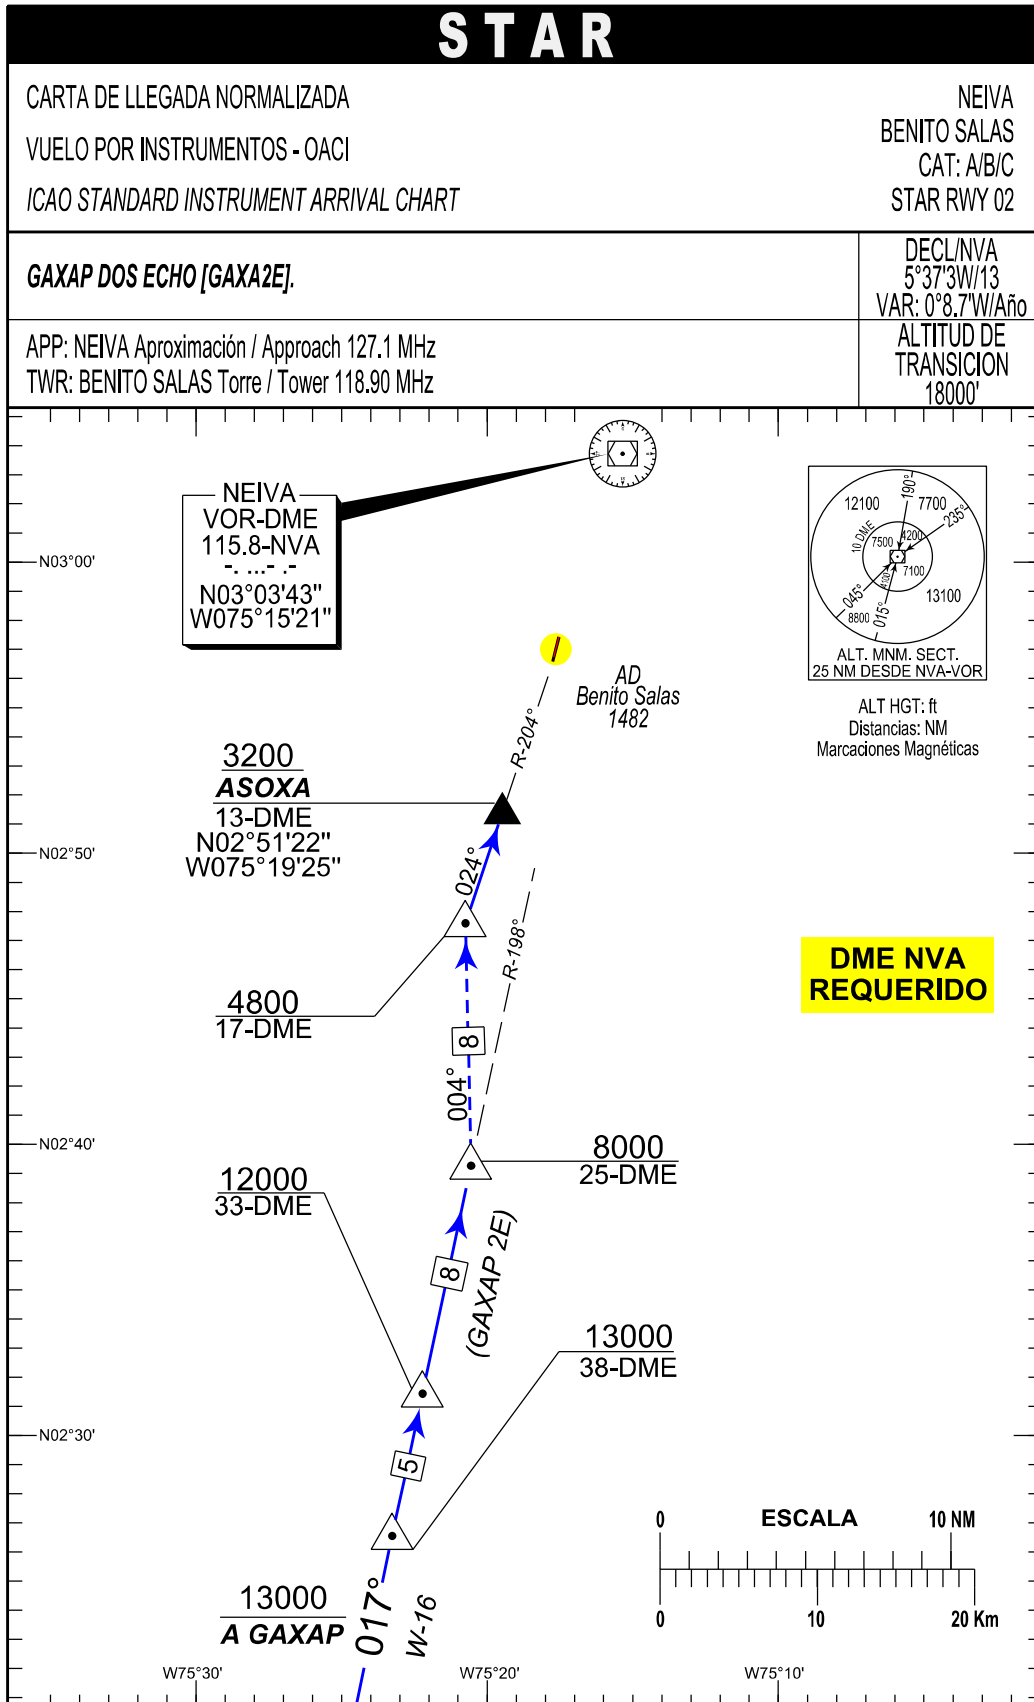 STAR
CARTA DE LLEGADA NORMALIZADA
VUELO POR INSTRUMENTOS - OACI
ICAO STANDARD INSTRUMENT ARRIVAL CHART
NEIVA
BENITO SALAS
CAT: A/B/C
STAR RWY 02
GAXAP DOS ECHO [GAXA2E].
DECL/NVA
5°37'3W/13
VAR: 0°8.7'W/Año
APP: NEIVA Aproximación / Approach 127.1 MHz
TWR: BENITO SALAS Torre / Tower 118.90 MHz
ALTITUD DE
TRANSICION
18000'
NEIVA
VOR-DME
115.8-NVA
-. ...- .-
N03°03'43"
W075°15'21"
12100
190°
7700
235°
10 DME
7500
4200
4100
7100
045°
8800
015°
13100
ALT. MNM. SECT.
25 NM DESDE NVA-VOR
ALT HGT: ft
Distancias: NM
Marcaciones Magnéticas
N03°00'
AD
Benito Salas
1482
R-204°
3200
ASOXA
13-DME
N02°51'22"
W075°19'25"
N02°50'
024°
R-198°
DME NVA
REQUERIDO
4800
17-DME
8
004°
N02°40'
8000
25-DME
12000
33-DME
8
(GAXAP 2E)
13000
38-DME
N02°30'
5
0
ESCALA
10 NM
0
10
20 Km
13000
A GAXAP
017°
W-16
W75°30'
W75°20'
W75°10'